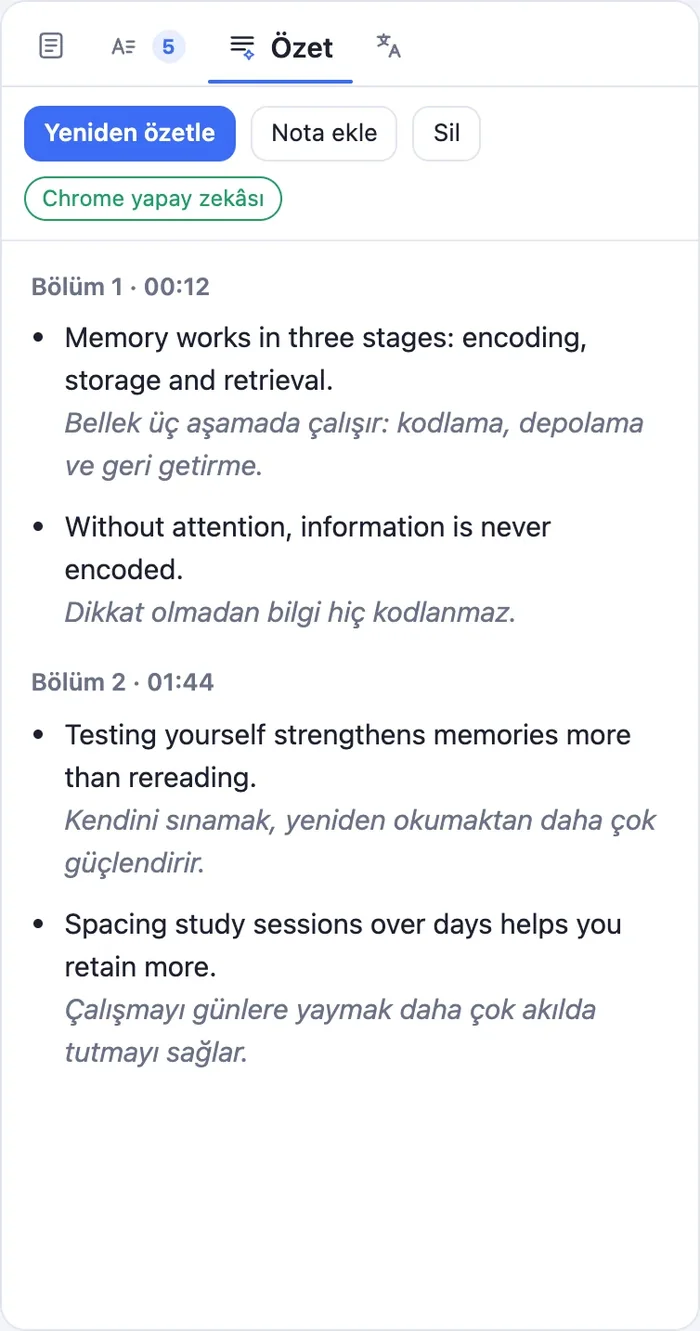 5
Özet
Yeniden özetle
Nota ekle
Sil
Chrome yapay zekâsı
Bölüm 1 · 00:12
• Memory works in three stages: encoding,
storage and retrieval.
Bellek üç aşamada çalışır: kodlama, depolama
ve geri getirme.
• Without attention, information is never
encoded.
Dikkat olmadan bilgi hiç kodlanmaz.
Bölüm 2 · 01:44
• Testing yourself strengthens memories more
than rereading.
Kendini sınamak, yeniden okumaktan daha çok
güçlendirir.
• Spacing study sessions over days helps you
retain more.
Çalışmayı günlere yaymak daha çok akılda
tutmayı sağlar.